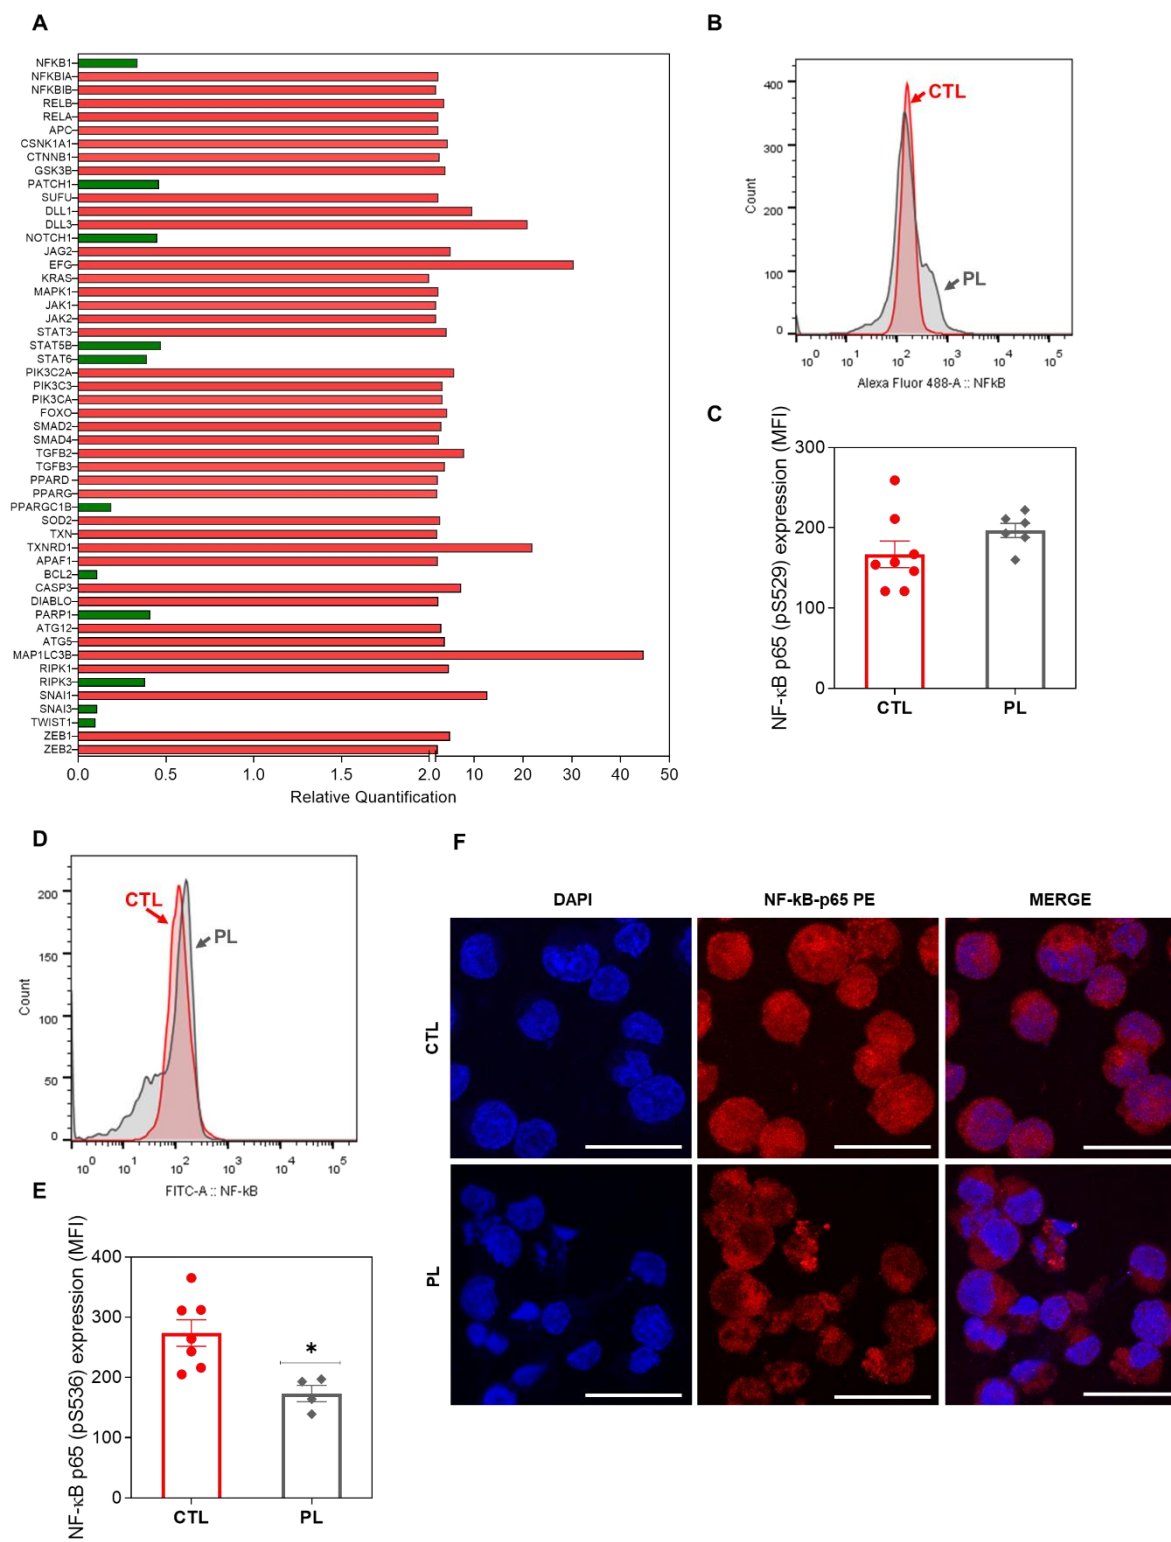 A
NFKB1
NFKBIA
NFKBIB
RELB
RELA
APC
CSNK1A1
CTNNB1
GSK3B
PATCH1
SUFU
DLL1
DLL3
NOTCH1
JAG2
EFG
KRAS
MAPK1
JAK1
JAK2
STAT3
STAT5B
STAT6
PIK3C2A
PIK3C3
PIK3CA
FOXO
SMAD2
SMAD4
TGFB2
TGFB3
PPARD
PPARG
PPARGC1B
SOD2
TXN
TXNRD1
APAF1
BCL2
CASP3
DIABLO
PARP1
ATG12
ATG5
MAP1LC3B
RIPK1
RIPK3
SNAI1
SNAI3
TWIST1
ZEB1
ZEB2
0.0 0.5 1.0 1.5 2.0 10 20 30 40 50
Relative Quantification
B
400
300
200
100
0
Count
CTL
PL
10^0 10^1 10^2 10^3 10^4 10^5
Alexa Fluor 488-A :: NFkB
C
NF-κB p65 (pS529) expression (MFI)
300
200
100
0
CTL PL
D
200
150
100
50
0
Count
CTL
PL
10^0 10^1 10^2 10^3 10^4 10^5
FITC-A :: NF-kB
E
NF-κB p65 (pS536) expression (MFI)
400
300
200
100
0
*
CTL PL
F
DAPI NF-kB-p65 PE MERGE
CTL
PL